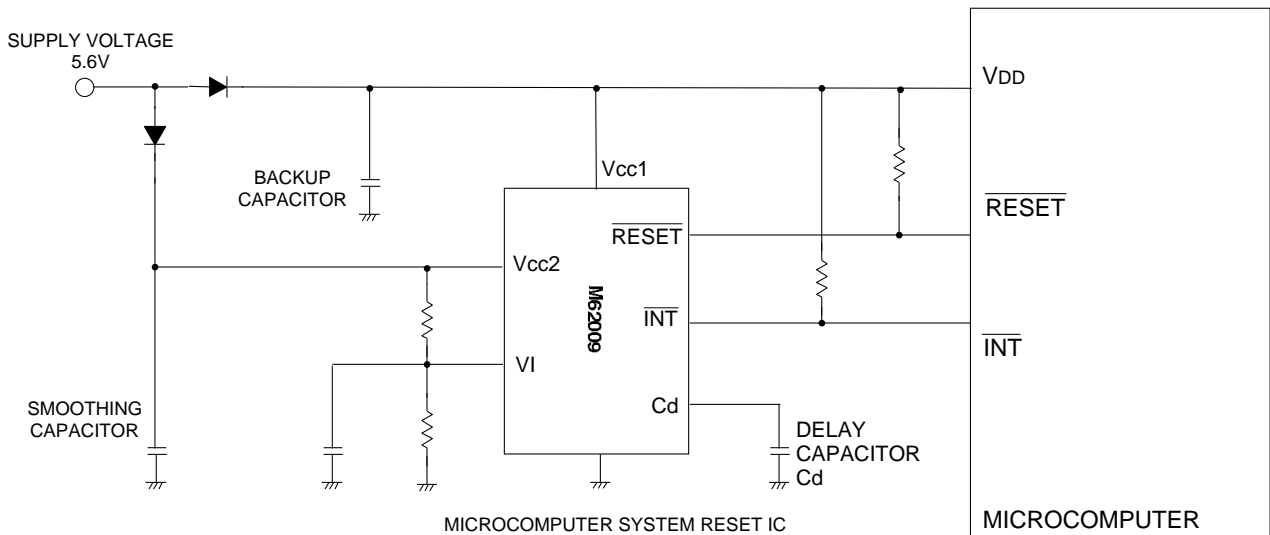 SUPPLY VOLTAGE
5.6V
VDD
BACKUP
CAPACITOR
Vcc1
RESET
RESET
Vcc2
M62009
INT
INT
VI
Cd
SMOOTHING
CAPACITOR
DELAY
CAPACITOR
Cd
MICROCOMPUTER SYSTEM RESET IC
MICROCOMPUTER